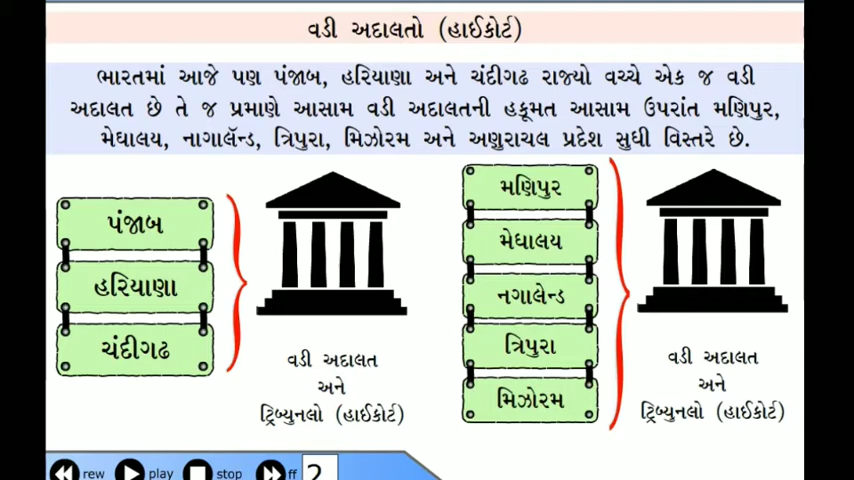 વડી અદાલતો (હાઈકોર્ટ)
ભારતમાં આજે પણ પંજાબ, હરિયાણા અને ચંદીગઢ રાજ્યો વચ્ચે એક જ વડી
અદાલત છે તે જ પ્રમાણે આસામ વડી અદાલતની હકૂમત આસામ ઉપરાંત મણિપુર,
મેઘાલય, નાગાલૅન્ડ, ત્રિપુરા, મિઝોરમ અને અણુરાચલ પ્રદેશ સુધી વિસ્તરે છે.
પંજાબ
હરિયાણા
ચંદીગઢ
વડી અદાલત
અને
ટ્રિબ્યુનલો (હાઈકોર્ટ)
મણિપુર
મેઘાલય
નગાલેન્ડ
ત્રિપુરા
મિઝોરમ
વડી અદાલત
અને
ટ્રિબ્યુનલો (હાઈકોર્ટ)
rew play stop ff 2